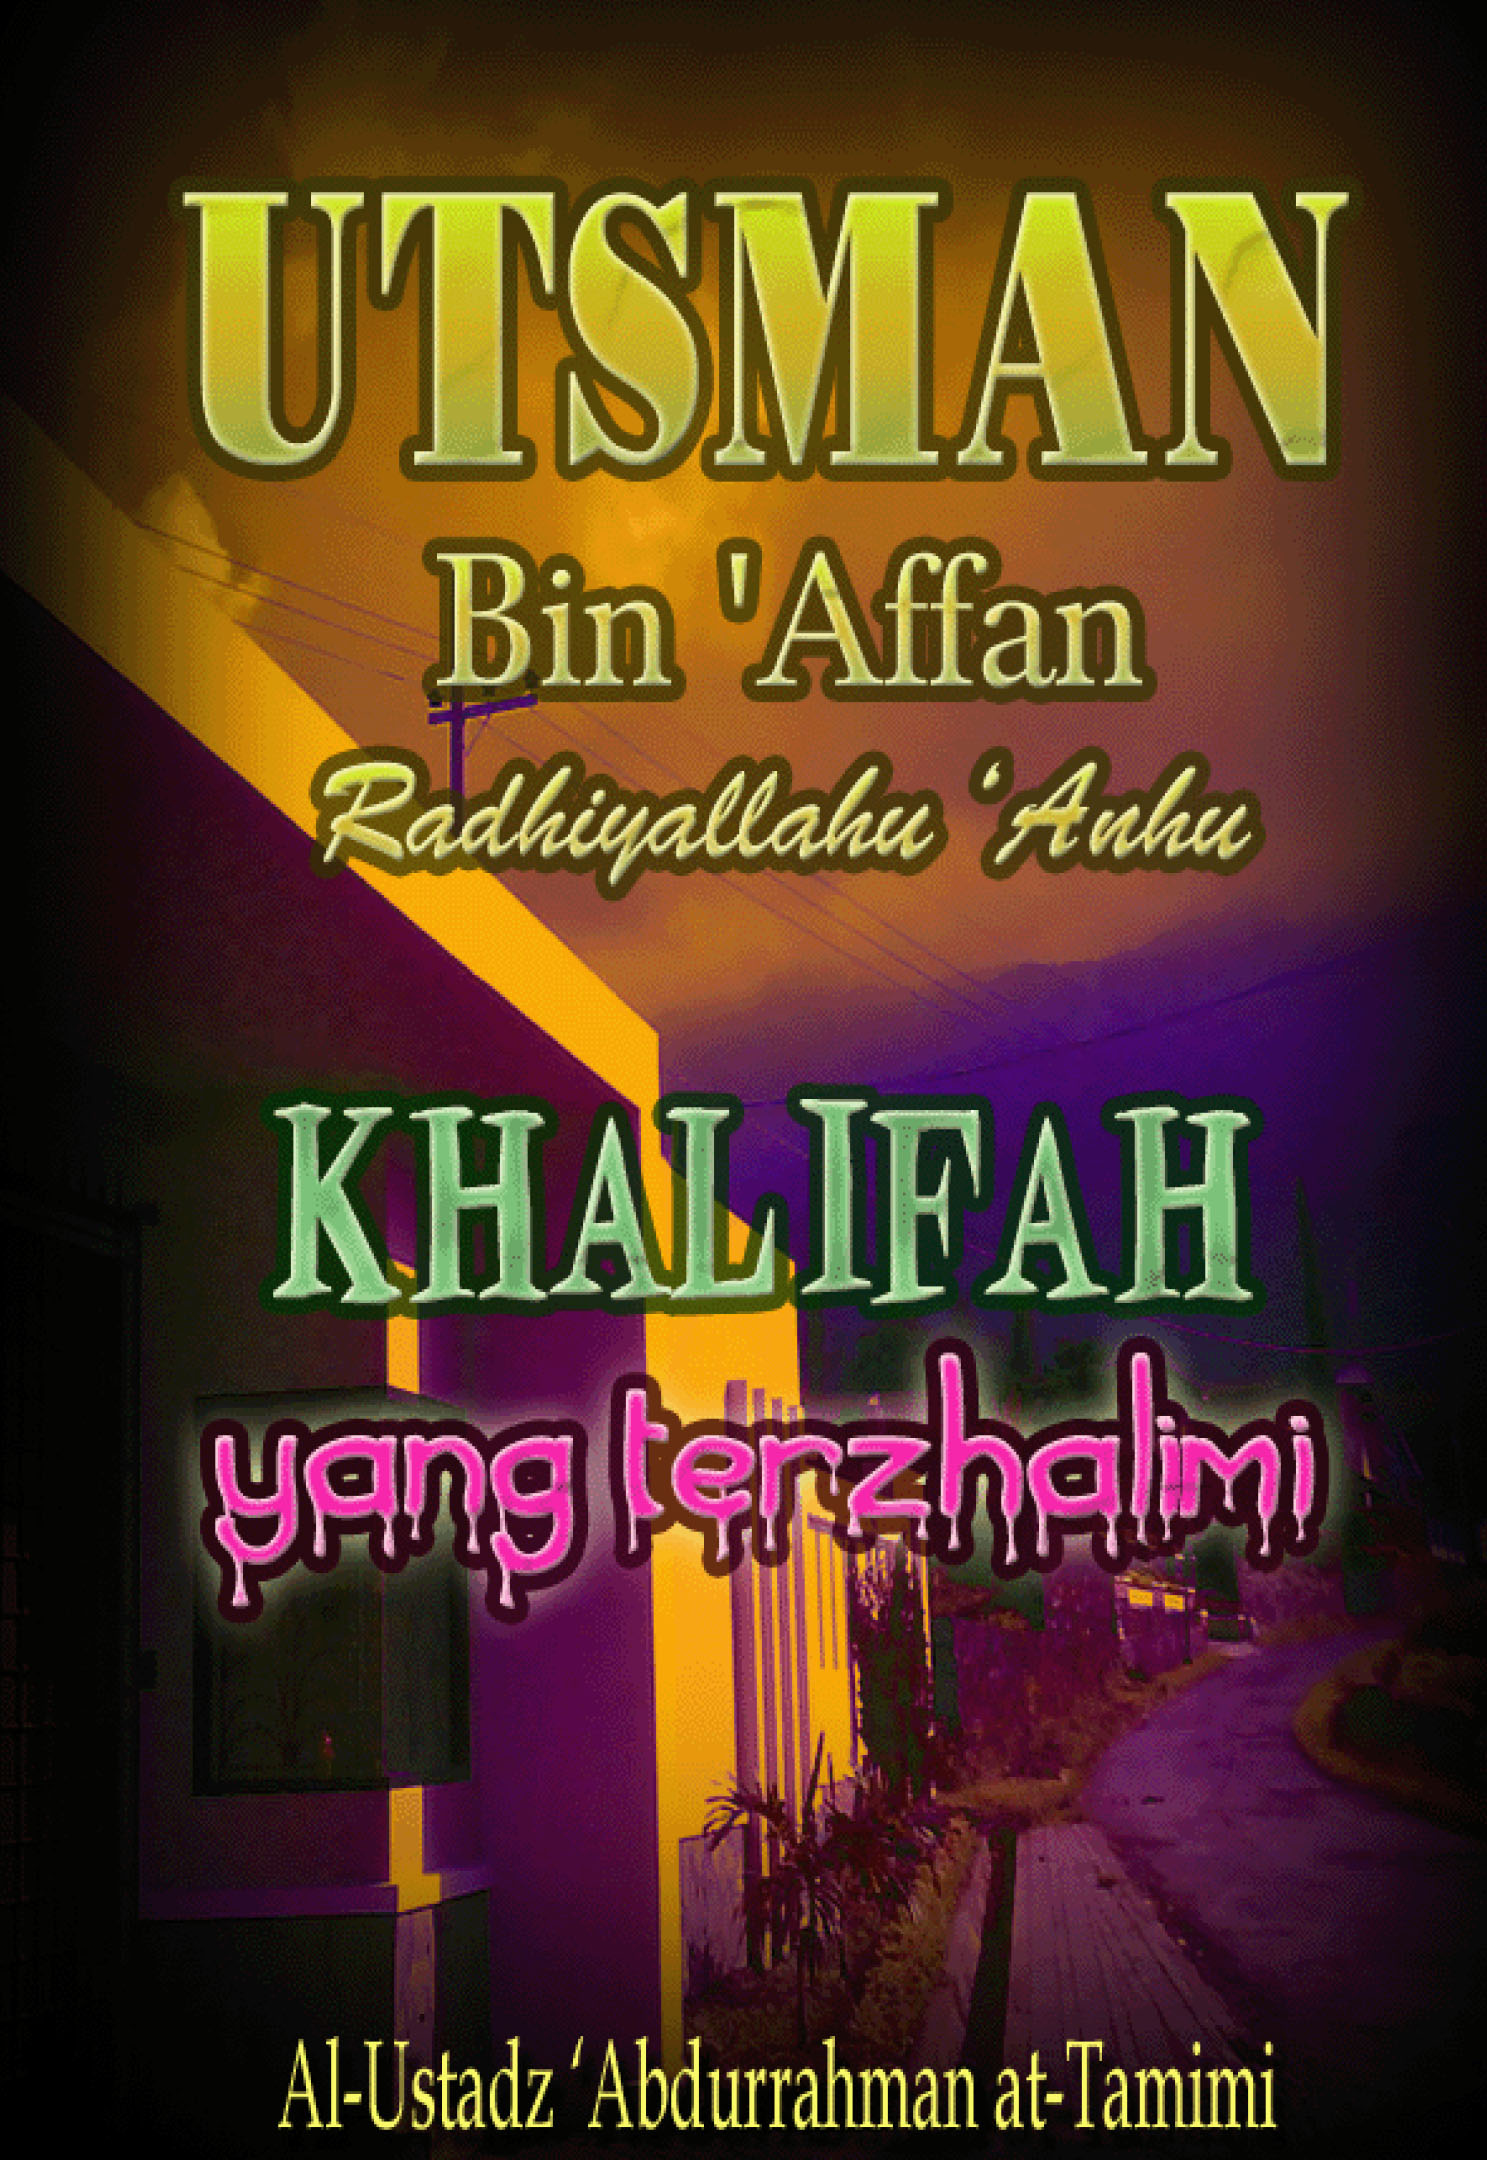 UTSMAN
Bin 'Affan
Radhiyallahu ‘Anhu
KHALIFAH
yang terzhalimi
Al-Ustadz ‘Abdurrahman at-Tamimi